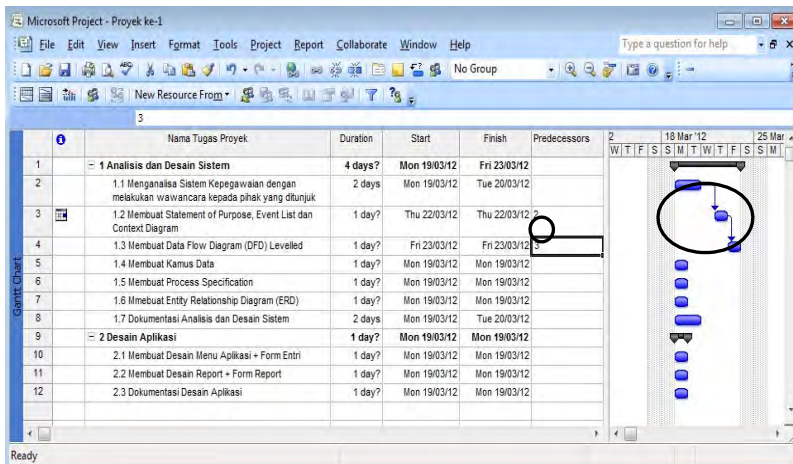 Microsoft Project - Proyek ke-1
File Edit View Insert Format Tools Project Report Collaborate Window Help Type a question for help
No Group
New Resource From
3
Nama Tugas Proyek Duration Start Finish Predecessors 2 18 Mar '12 25 Mar
W T F S S M T W T F S S M
1 1 Analisis dan Desain Sistem 4 days? Mon 19/03/12 Fri 23/03/12
2 1.1 Menganalisa Sistem Kepegawaian dengan 2 days Mon 19/03/12 Tue 20/03/12
melakukan wawancara kepada pihak yang ditunjuk
3 1.2 Membuat Statement of Purpose, Event List dan 1 day? Thu 22/03/12 Thu 22/03/12 2
Context Diagram
4 1.3 Membuat Data Flow Diagram (DFD) Levelled 1 day? Fri 23/03/12 Fri 23/03/12 3
5 1.4 Membuat Kamus Data 1 day? Mon 19/03/12 Mon 19/03/12
6 1.5 Membuat Process Specification 1 day? Mon 19/03/12 Mon 19/03/12
7 1.6 Mmebuat Entity Relationship Diagram (ERD) 1 day? Mon 19/03/12 Mon 19/03/12
8 1.7 Dokumentasi Analisis dan Desain Sistem 2 days Mon 19/03/12 Tue 20/03/12
9 2 Desain Aplikasi 1 day? Mon 19/03/12 Mon 19/03/12
10 2.1 Membuat Desain Menu Aplikasi + Form Entri 1 day? Mon 19/03/12 Mon 19/03/12
11 2.2 Membuat Desain Report + Form Report 1 day? Mon 19/03/12 Mon 19/03/12
12 2.3 Dokumentasi Desain Aplikasi 1 day? Mon 19/03/12 Mon 19/03/12
Gantt Chart
Ready